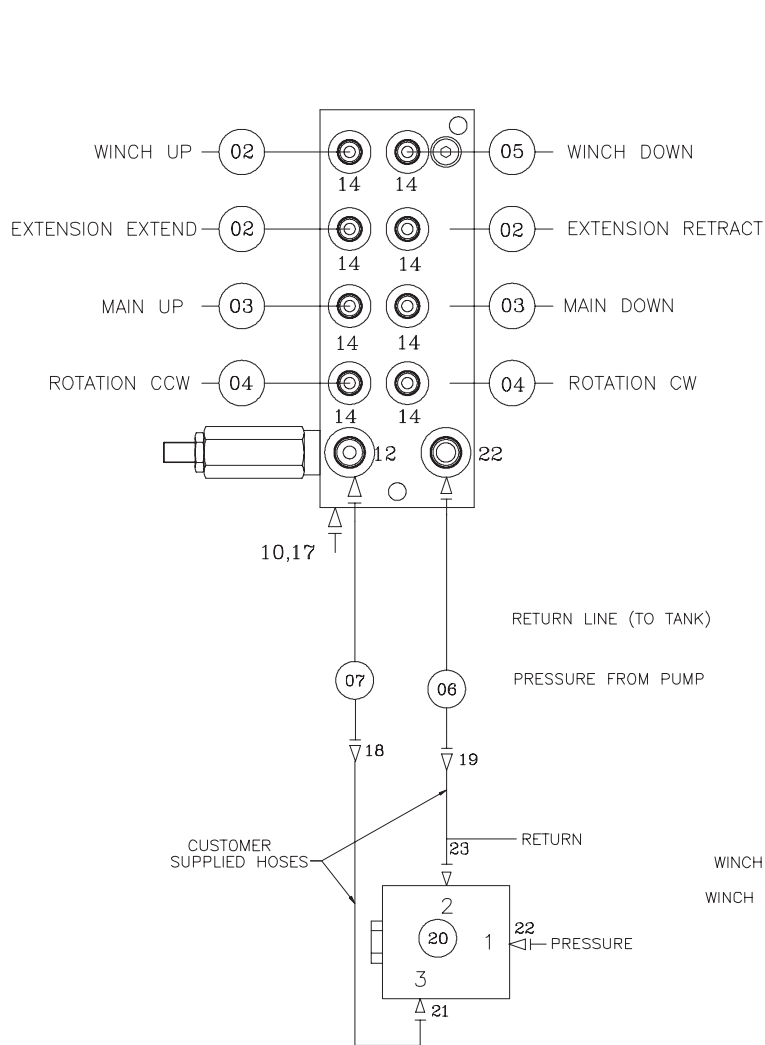 WINCH UP 02 05 WINCH DOWN
14 14
EXTENSION EXTEND 02 02 EXTENSION RETRACT
14 14
MAIN UP 03 03 MAIN DOWN
14 14
ROTATION CCW 04 04 ROTATION CW
14 14
12 22
10,17
RETURN LINE (TO TANK)
07 06 PRESSURE FROM PUMP
18 19
CUSTOMER
SUPPLIED HOSES
RETURN
23
WINCH
WINCH
2
20 1 22 PRESSURE
3
21